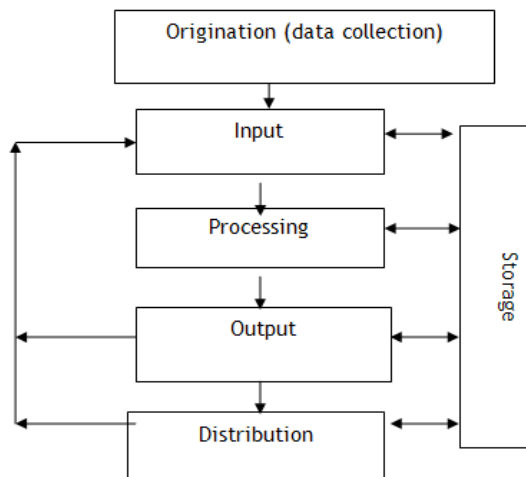 Origination (data collection)
Input
Processing
Output
Distribution
Storage